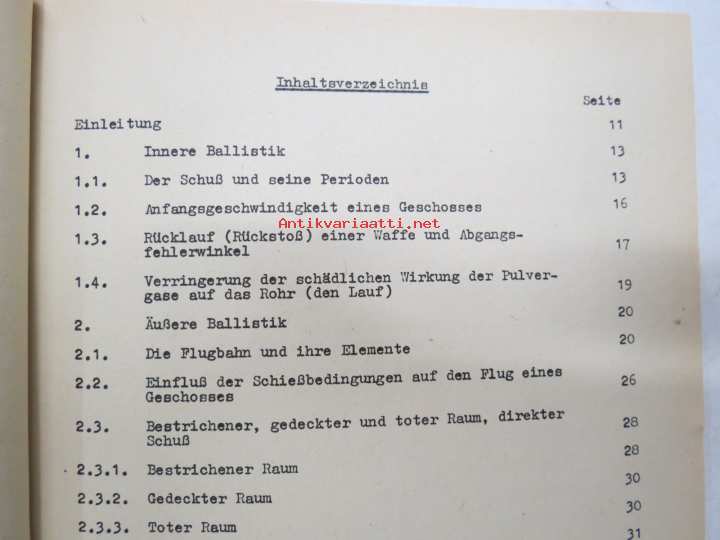 Inhaltsverzeichnis
Seite
Einleitung 11
1. Innere Ballistik 13
1.1. Der Schuß und seine Perioden 13
1.2. Anfangsgeschwindigkeit eines Geschosses 16
Antikvariaatti.net
1.3. Rücklauf (Rückstoß) einer Waffe und Abgangs-
fehlerwinkel 17
1.4. Verringerung der schädlichen Wirkung der Pulver-
gase auf das Rohr (den Lauf) 19
2. Äußere Ballistik 20
2.1. Die Flugbahn und ihre Elemente 20
2.2. Einfluß der Schießbedingungen auf den Flug eines
Geschosses 26
2.3. Bestrichener, gedeckter und toter Raum, direkter
Schuß 28
2.3.1. Bestrichener Raum 28
2.3.2. Gedeckter Raum 30
2.3.3. Toter Raum 30
31